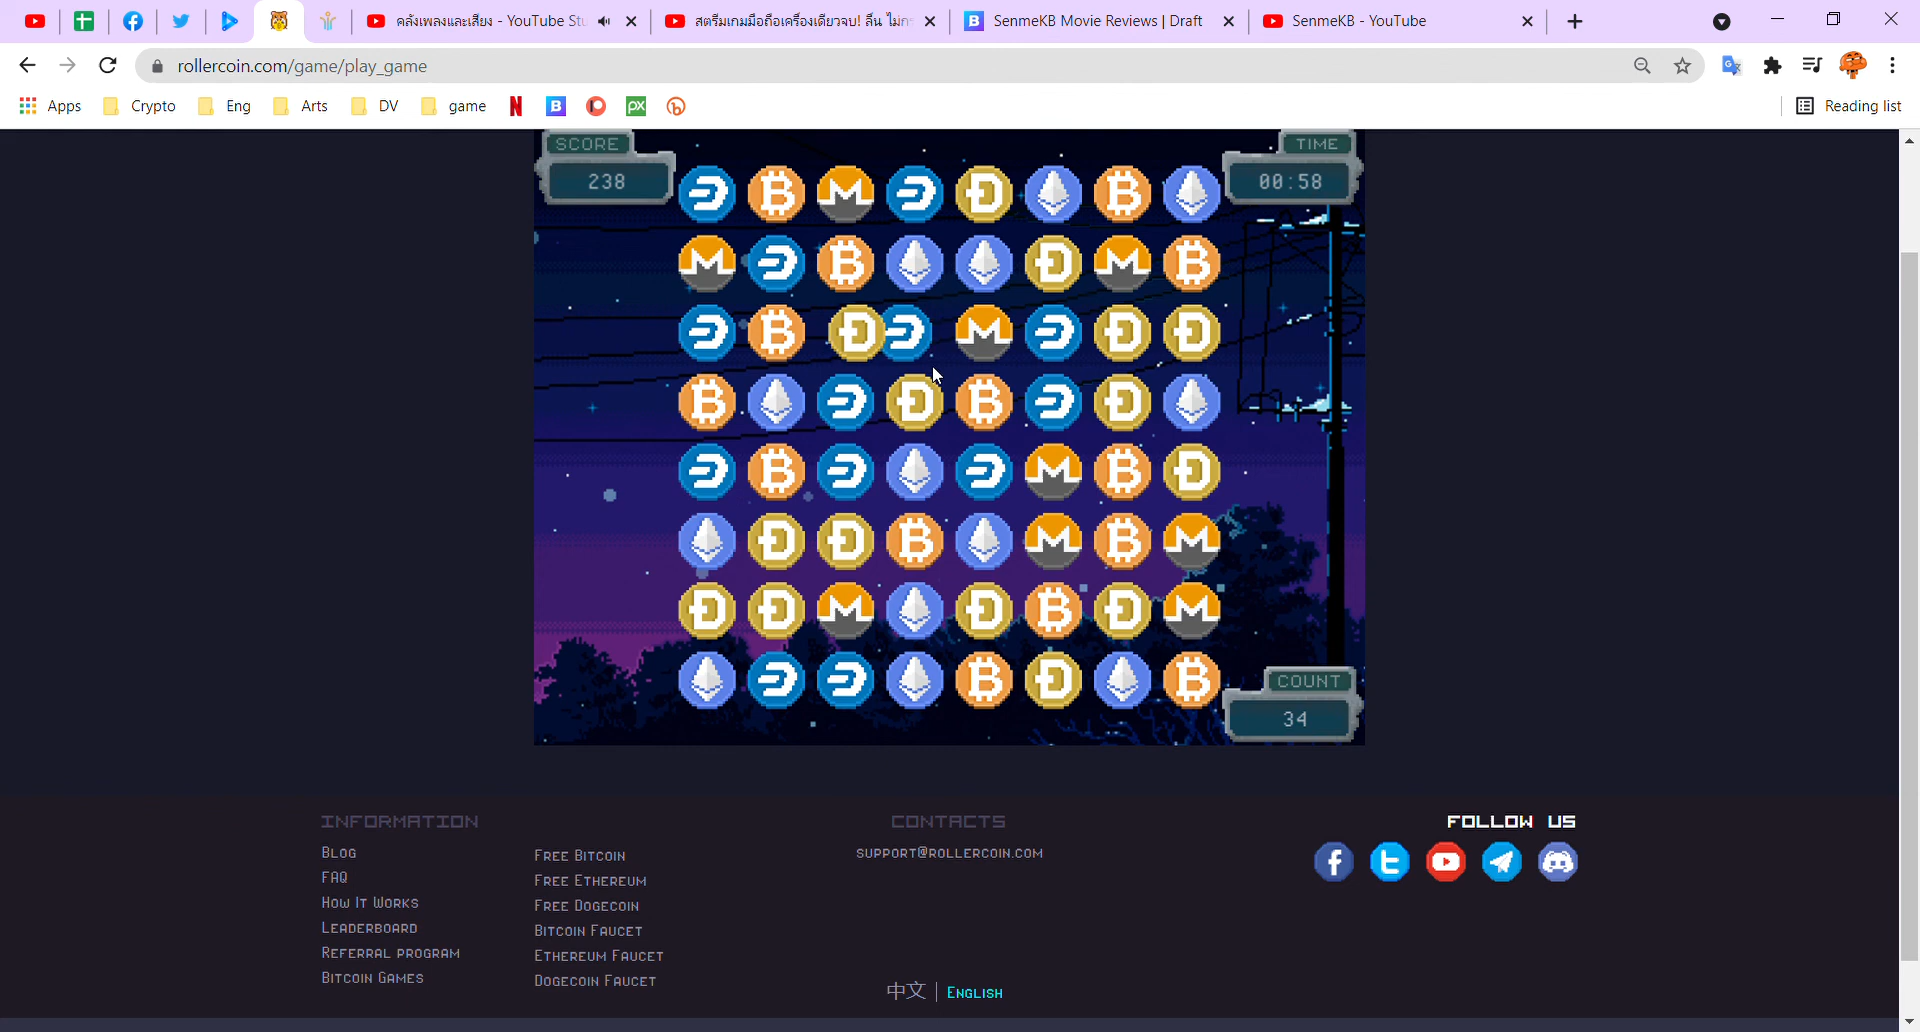 คลังเพลงและเสียง - YouTube Stu
สตรีมเกมมือถือเครื่องเดียวจบ! ลื่น ไม่กร
SenmeKB Movie Reviews | Draft
SenmeKB - YouTube
rollercoin.com/game/play_game
Apps
Crypto
Eng
Arts
DV
game
Reading list
SCORE
238
TIME
00:58
COUNT
34
INFORMATION
Blog
FAQ
How It Works
Leaderboard
Referral program
Bitcoin Games
Free Bitcoin
Free Ethereum
Free Dogecoin
Bitcoin Faucet
Ethereum Faucet
Dogecoin Faucet
CONTACTS
support@rollercoin.com
中文 | English
FOLLOW US